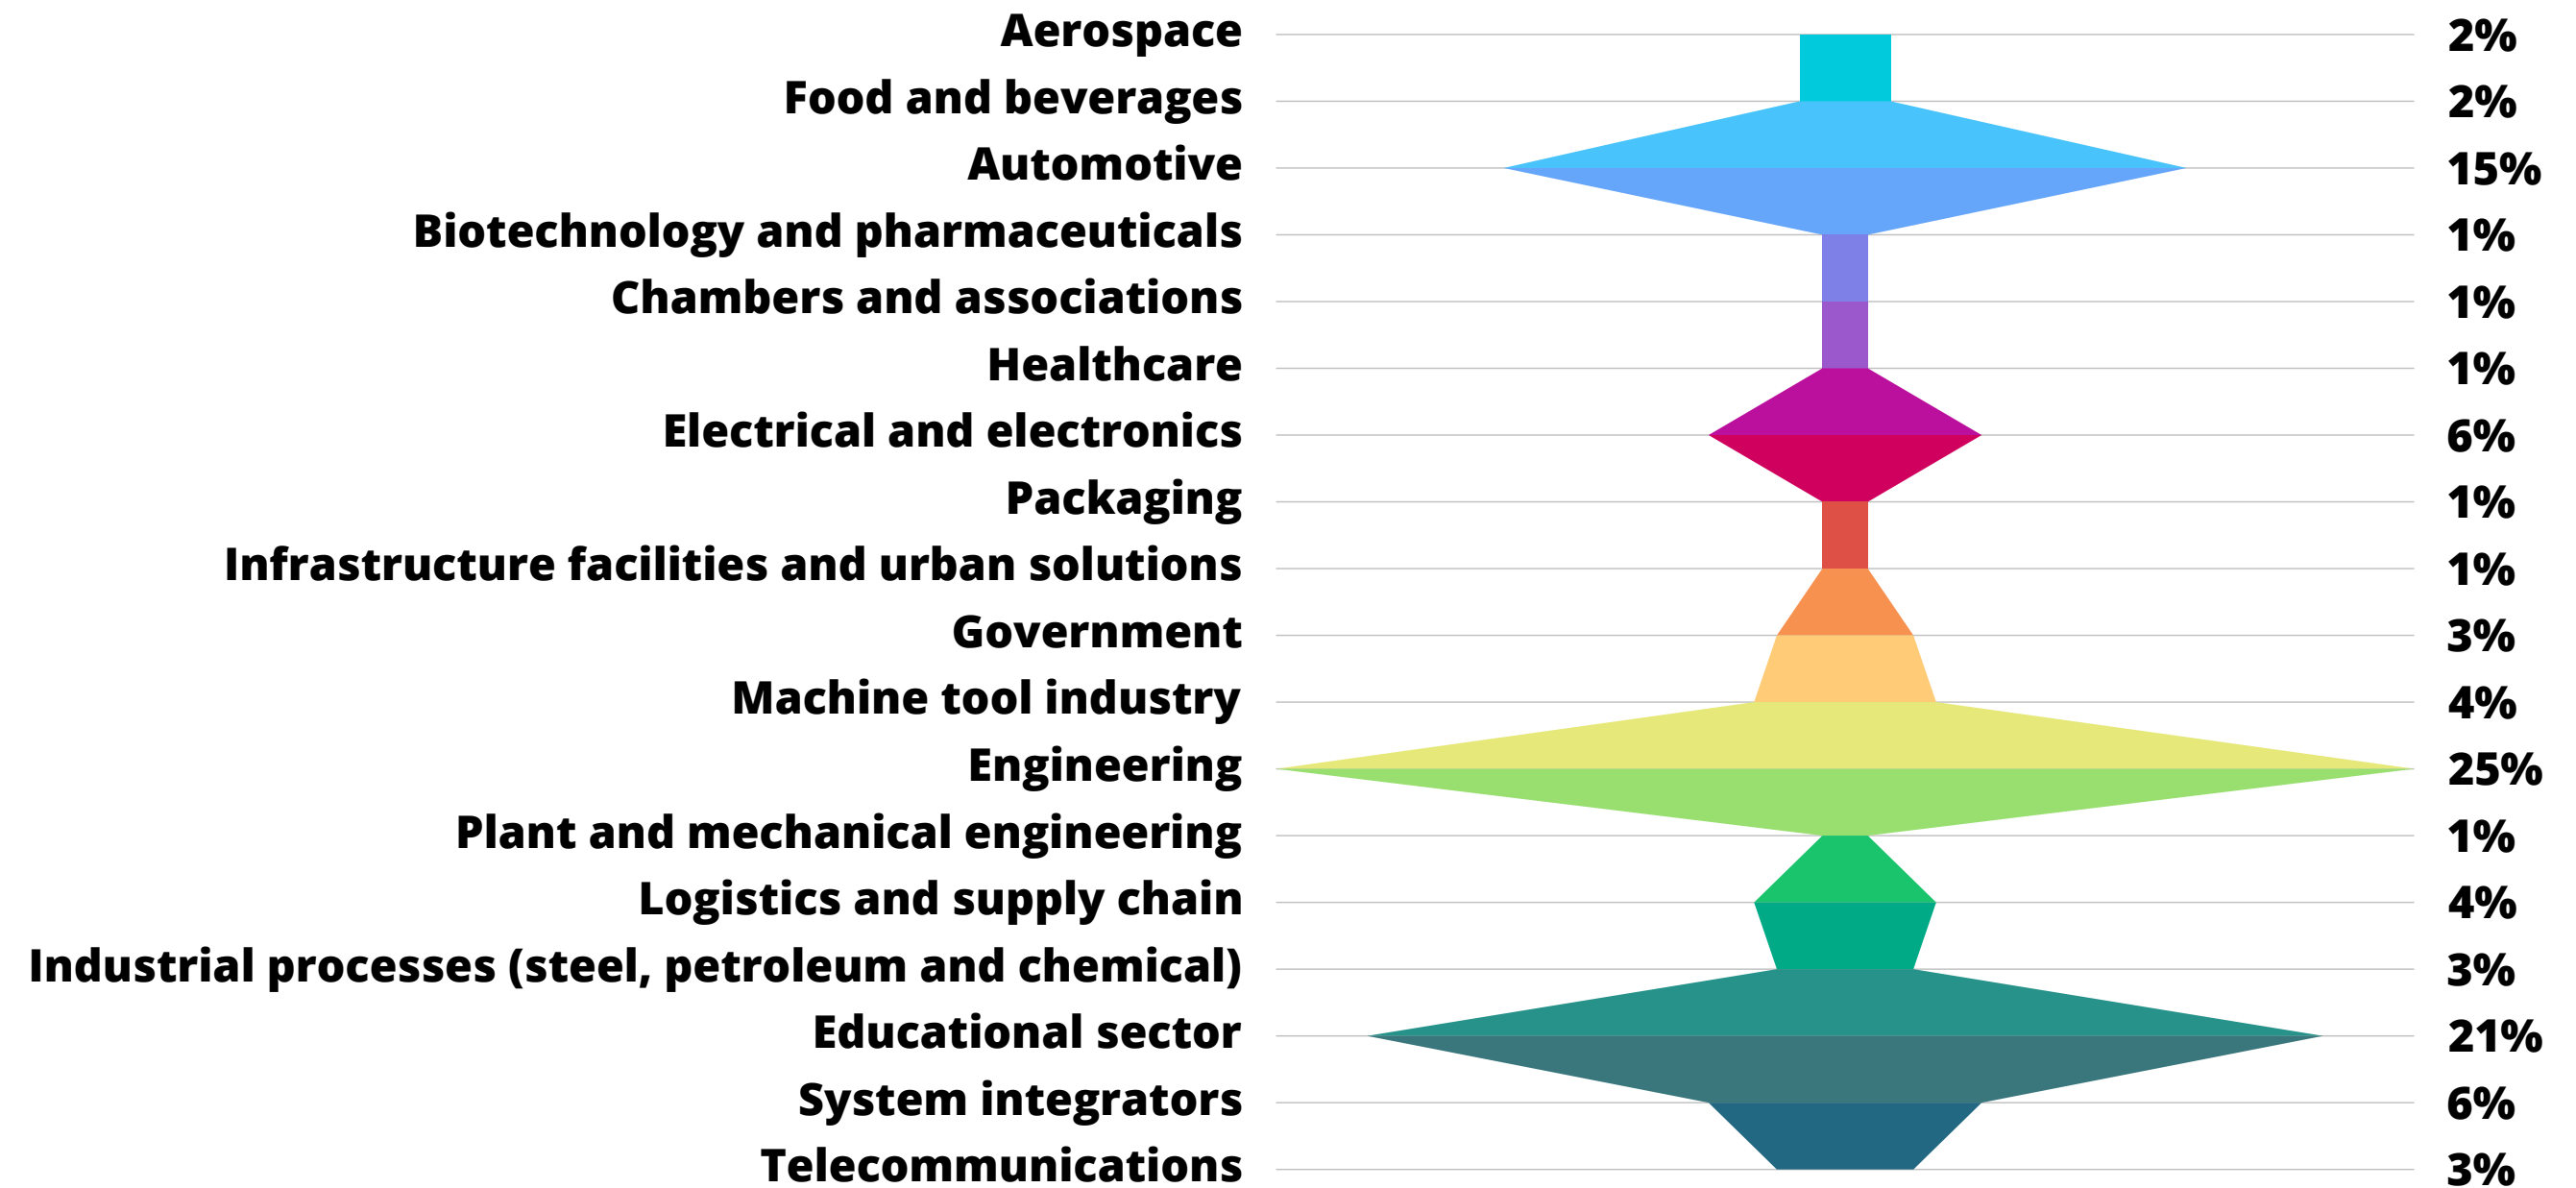 Aerospace 2%
Food and beverages 2%
Automotive 15%
Biotechnology and pharmaceuticals 1%
Chambers and associations 1%
Healthcare 1%
Electrical and electronics 6%
Packaging 1%
Infrastructure facilities and urban solutions 1%
Government 3%
Machine tool industry 4%
Engineering 25%
Plant and mechanical engineering 1%
Logistics and supply chain 4%
Industrial processes (steel, petroleum and chemical) 3%
Educational sector 21%
System integrators 6%
Telecommunications 3%